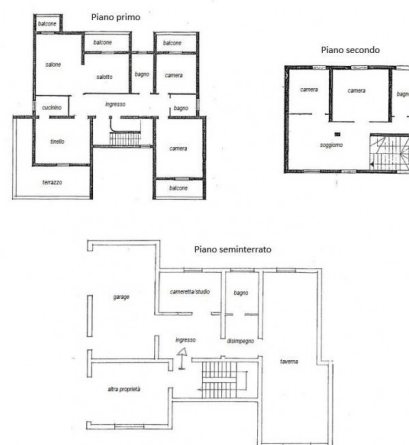 Piano primo
balcone
balcone
balcone
salone
salotto
bagno
camera
cucinino
ingresso
bagno
tinello
camera
terrazzo
balcone
Piano secondo
camera
camera
bagno
soggiorno
Piano seminterrato
garage
cameretta/studio
bagno
ingresso
disimpegno
taverna
altra proprietà